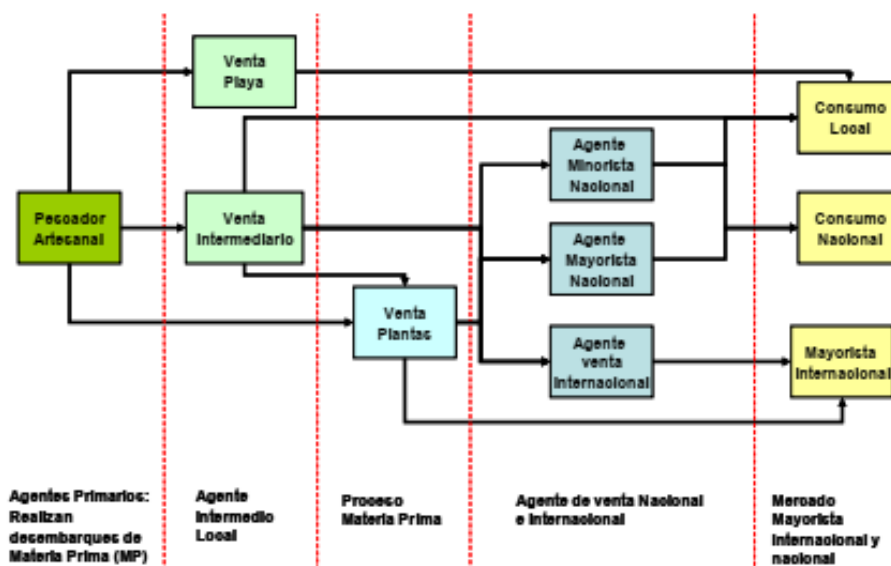 Venta
Playa
Consumo
Local
Agente
Minorista
Nacional
Pescador
Artesanal
Venta
Intermediario
Agente
Mayorista
Nacional
Consumo
Nacional
Venta
Plantas
Agente
venta
Internacional
Mayorista
Internacional
Agentes Primarios:
Realizan
desembarques de
Materia Prima (MP)
Agente
Intermedio
Local
Proceso
Materia Prima
Agente de venta Nacional
e Internacional
Mercado
Mayorista
Internacional y
nacional